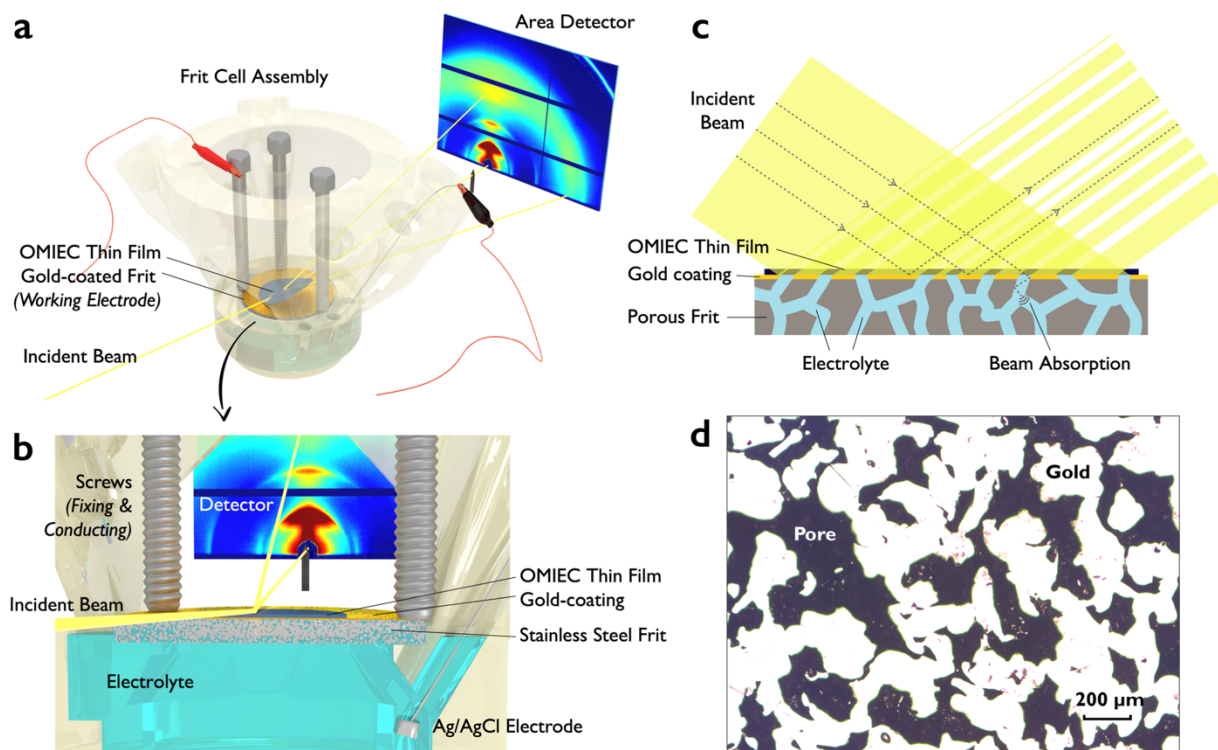 a
Area Detector
Frit Cell Assembly
OMIEC Thin Film
Gold-coated Frit
(Working Electrode)
Incident Beam
b
Screws
(Fixing &
Conducting)
Detector
Incident Beam
OMIEC Thin Film
Gold-coating
Stainless Steel Frit
Electrolyte
Ag/AgCl Electrode
c
Incident
Beam
OMIEC Thin Film
Gold coating
Porous Frit
Electrolyte
Beam Absorption
d
Gold
Pore
200 µm